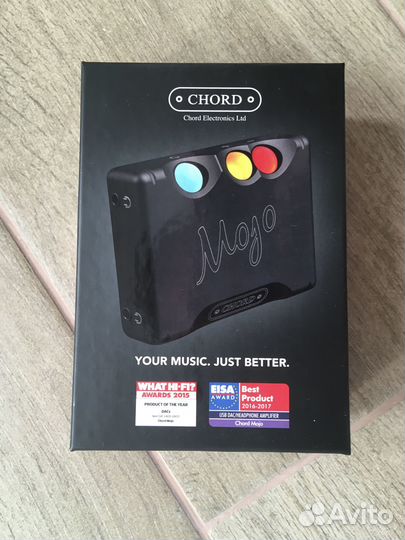 CHORD
Chord Electronics Ltd
Mojo
CHORD
YOUR MUSIC. JUST BETTER.
WHAT HI-FI?
AWARDS 2015
PRODUCT OF THE YEAR
DACs
Chord Mojo
EISA
AWARD
Best
Product
2016-2017
USB DAC/HEADPHONE AMPLIFIER
Chord Mojo
Avito